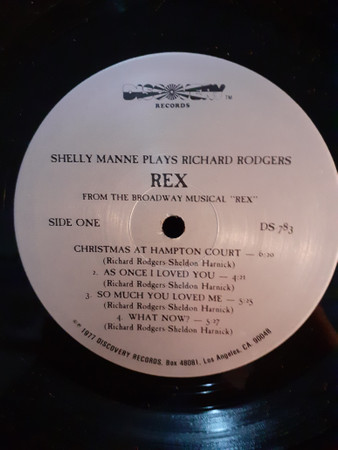 DISCOVERY TM
RECORDS
SHELLY MANNE PLAYS RICHARD RODGERS
REX
FROM THE BROADWAY MUSICAL "REX"
SIDE ONE
DS 783
CHRISTMAS AT HAMPTON COURT —
(Richard Rodgers-Sheldon Harnick)
2. AS ONCE I LOVED YOU — 4:21
(Richard Rodgers-Sheldon Harnick)
3. SO MUCH YOU LOVED ME — 5:25
(Richard Rodgers-Sheldon Harnick)
4. WHAT NOW? — 5:27
(Richard Rodgers-Sheldon Harnick)
℗ 1977 DISCOVERY RECORDS, Box 48081, Los Angeles, CA. 90048